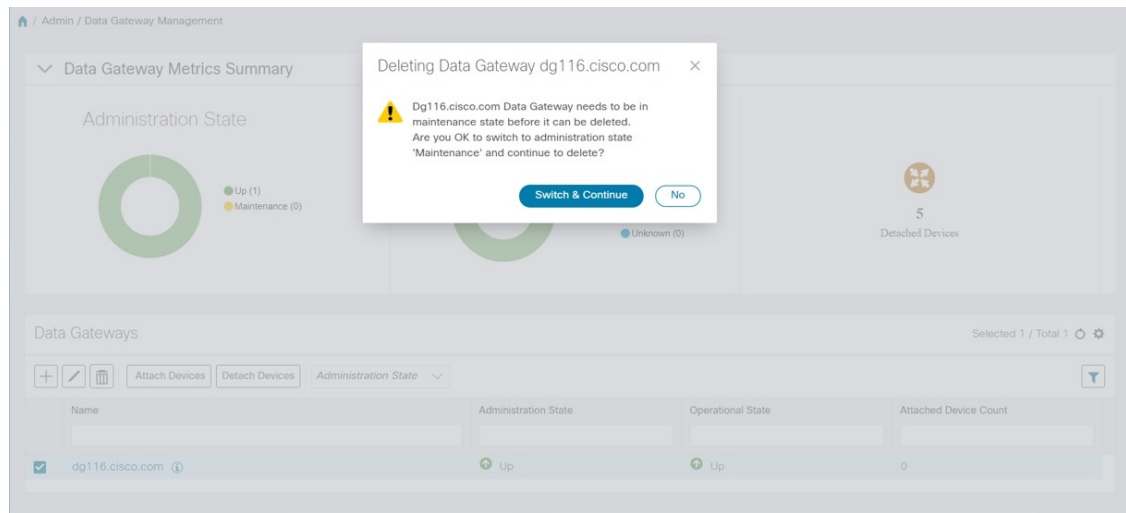 / Admin / Data Gateway Management
Data Gateway Metrics Summary
Administration State
Up (1)
Maintenance (0)
Deleting Data Gateway dg116.cisco.com
Dg116.cisco.com Data Gateway needs to be in
maintenance state before it can be deleted.
Are you OK to switch to administration state
'Maintenance' and continue to delete?
Switch & Continue
No
Unknown (0)
5
Detached Devices
Data Gateways
Selected 1 / Total 1
Attach Devices
Detach Devices
Administration State
Name
Administration State
Operational State
Attached Device Count
dg116.cisco.com
Up
Up
0